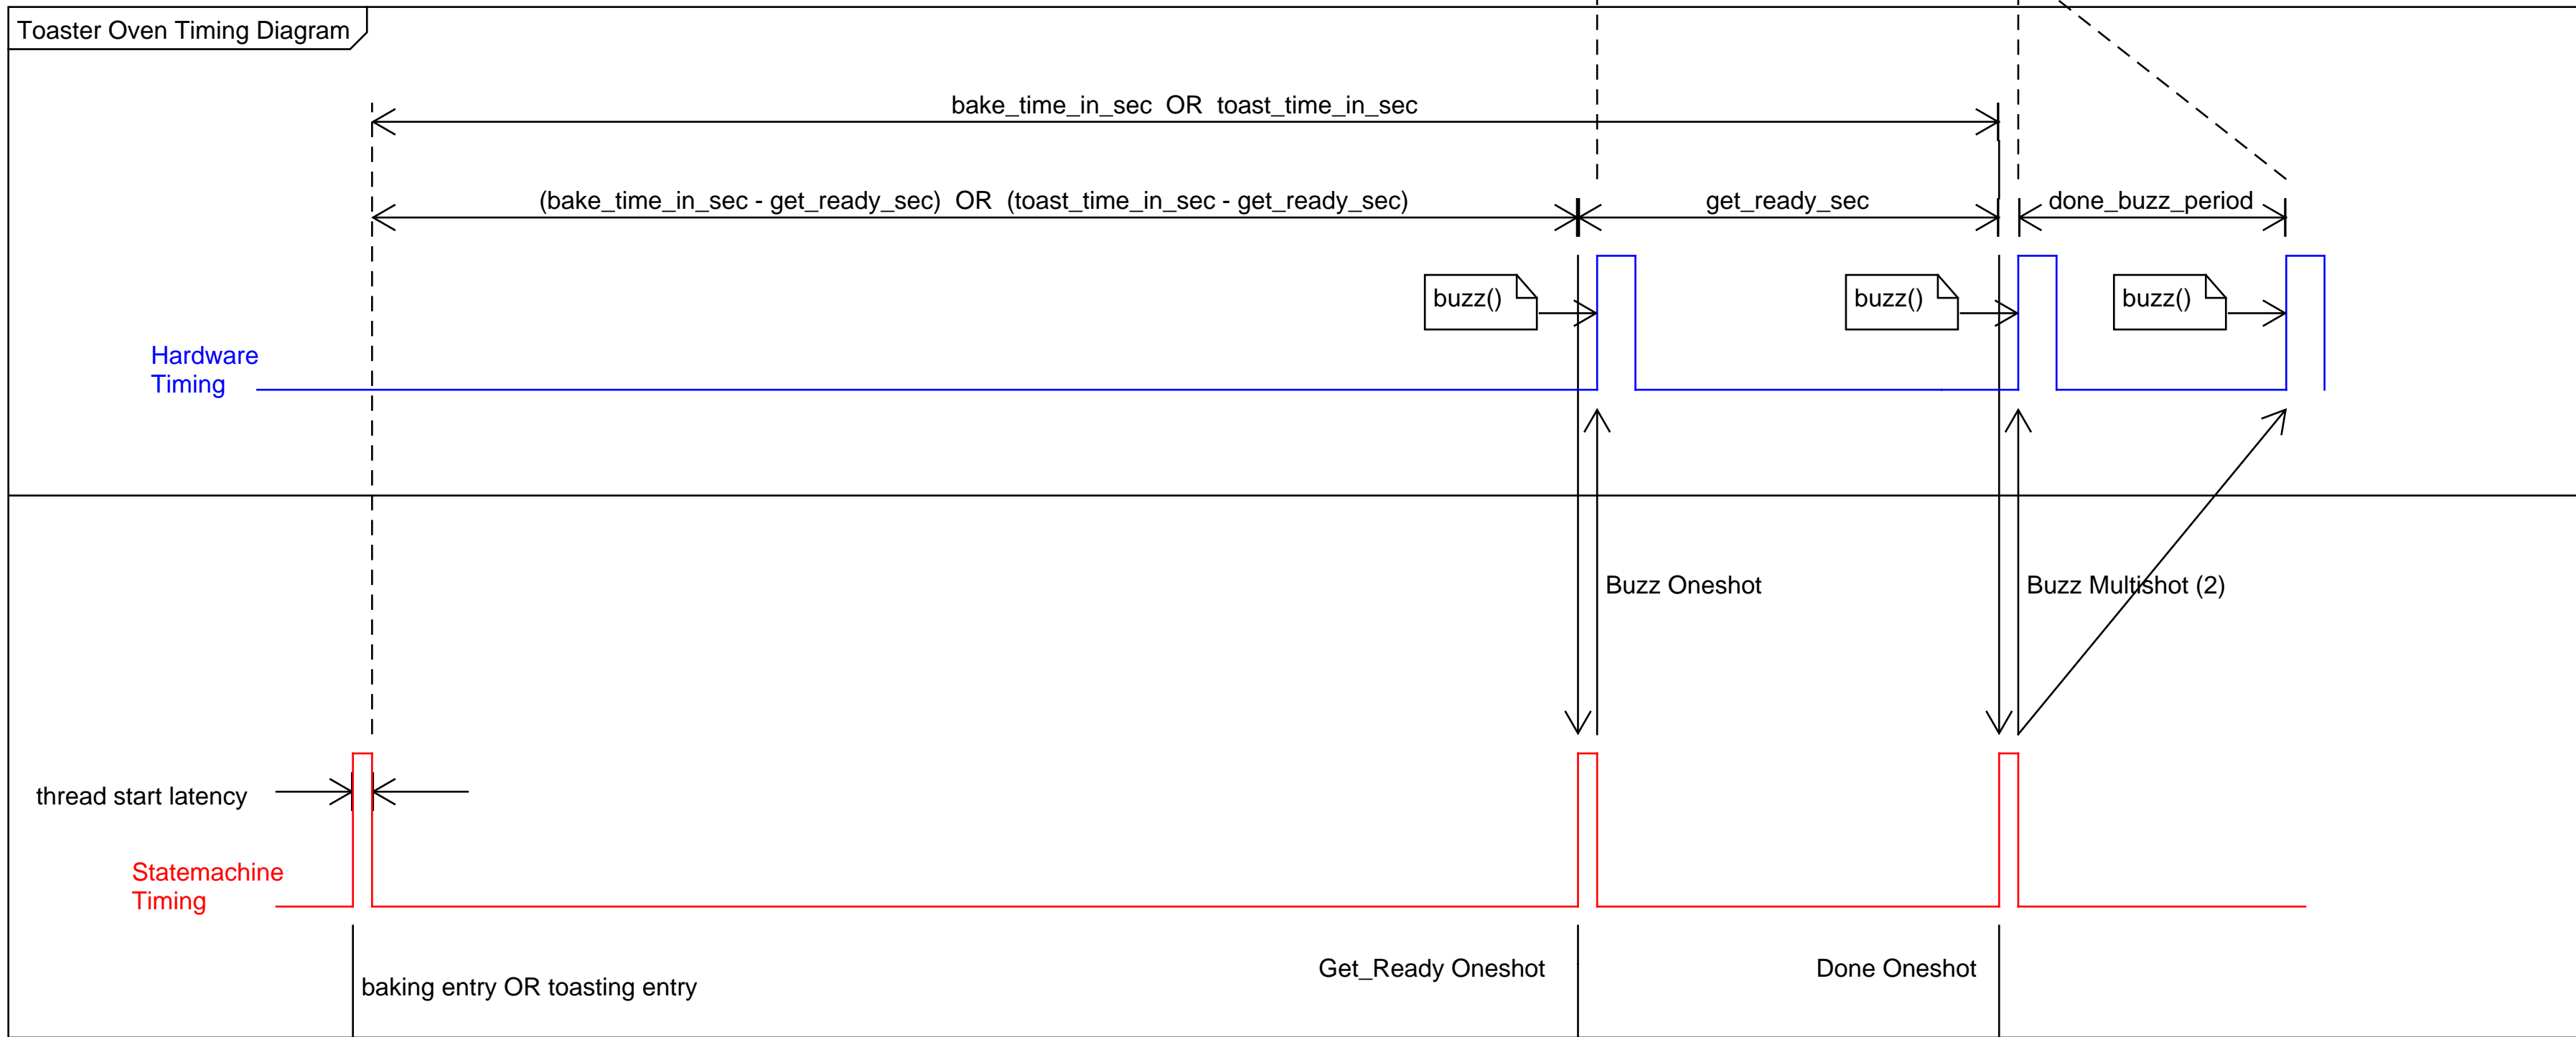 Toaster Oven Timing Diagram
bake_time_in_sec  OR  toast_time_in_sec
(bake_time_in_sec - get_ready_sec)  OR  (toast_time_in_sec - get_ready_sec)
get_ready_sec
done_buzz_period
buzz()
buzz()
buzz()
Hardware
Timing
Buzz Oneshot
Buzz Multishot (2)
thread start latency
Statemachine
Timing
Get_Ready Oneshot
Done Oneshot
baking entry OR toasting entry